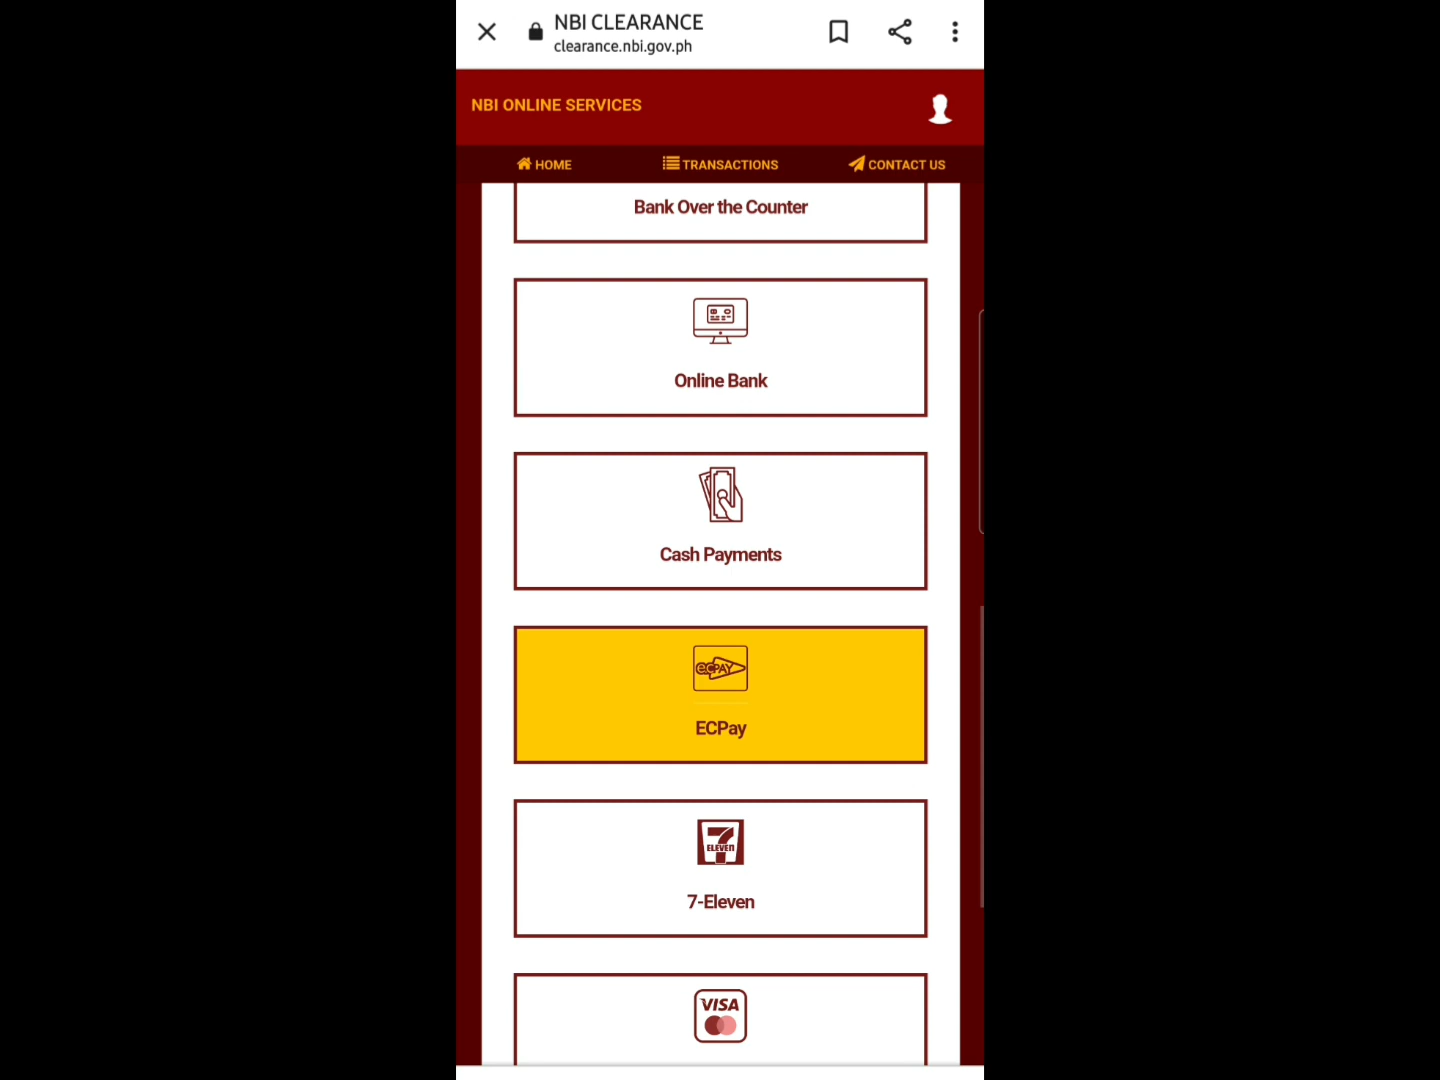 NBI CLEARANCE
clearance.nbi.gov.ph
NBI ONLINE SERVICES
HOME
TRANSACTIONS
CONTACT US
Bank Over the Counter
Online Bank
Cash Payments
ECPAY
ECPay
7
ELEVEn
7-Eleven
VISA